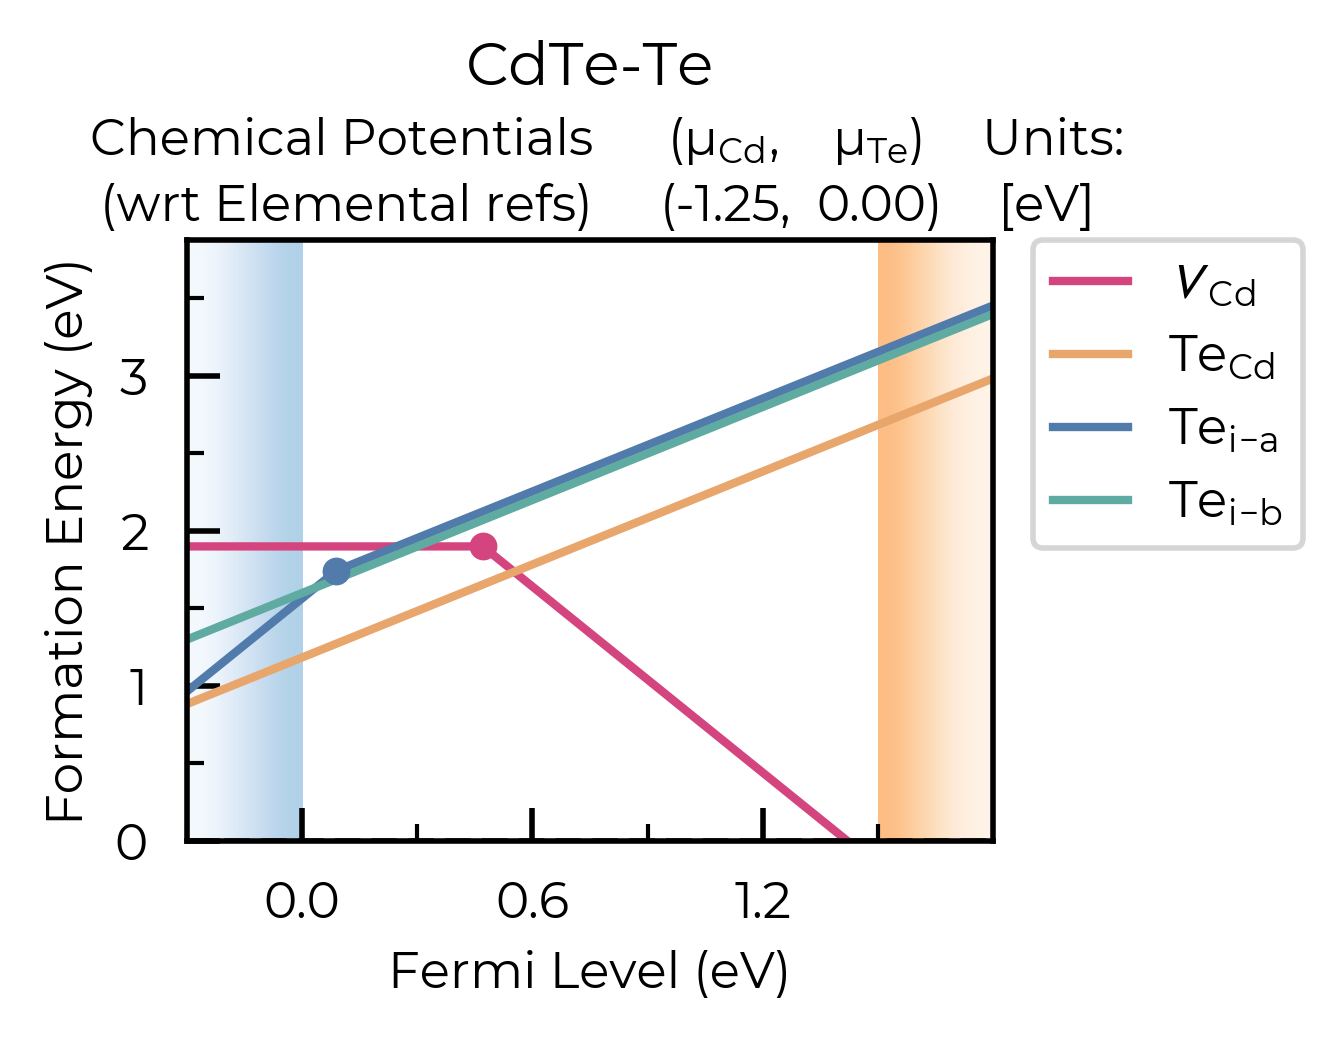 CdTe-Te
Chemical Potentials (μCd, μTe) Units:
(wrt Elemental refs) (-1.25, 0.00) [eV]
Formation Energy (eV)
3
2
1
0
0.0 0.6 1.2
Fermi Level (eV)
VCd
TeCd
Tei−a
Tei−b